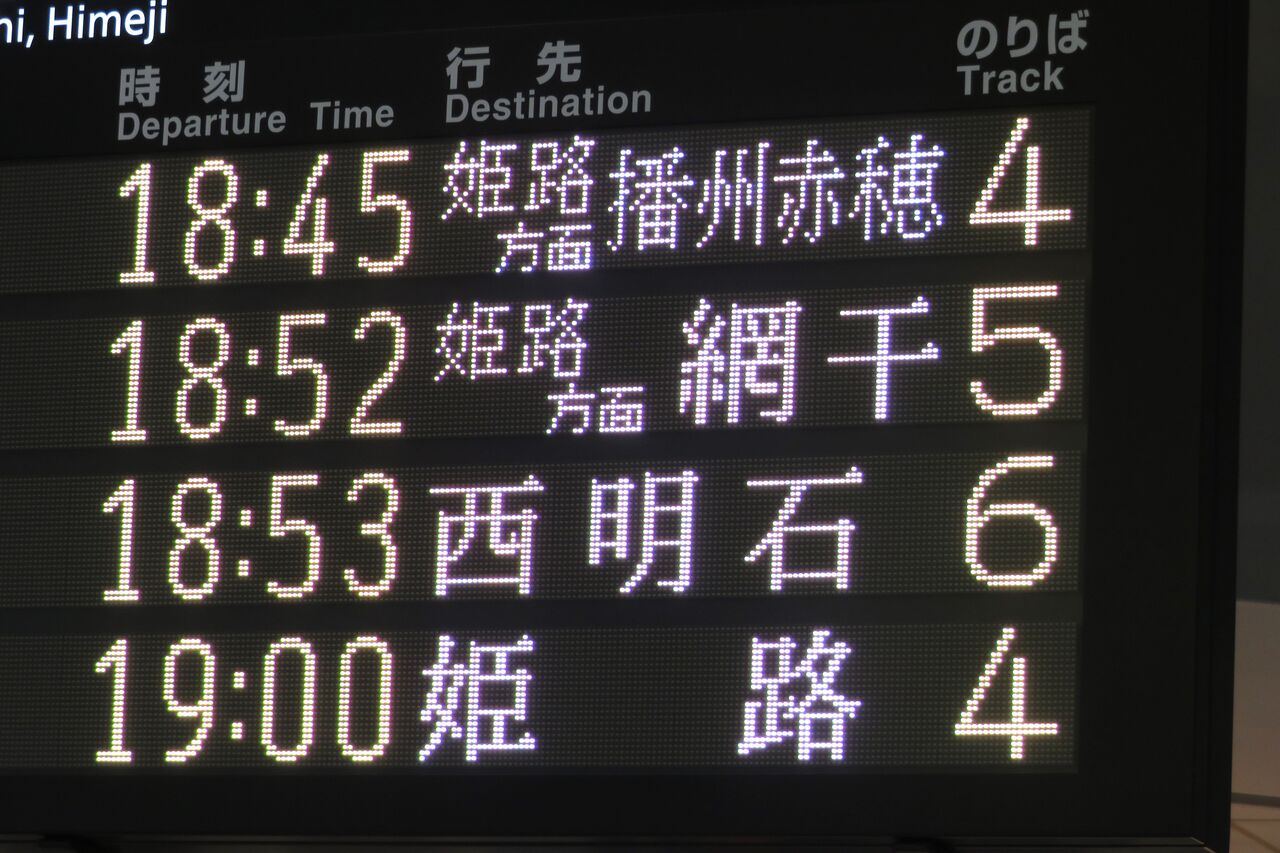 hi, Himeji
時刻 行先 のりば
Departure Time Destination Track
18:45 姫路方面 播州赤穂 4
18:52 姫路方面 網干 5
18:53 西明石 6
19:00 姫路 4